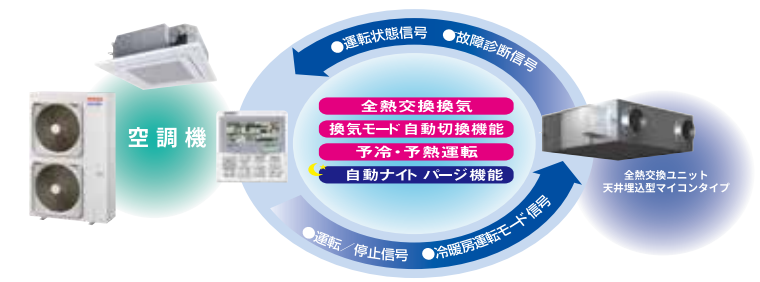 ●運転状態信号 ●故障診断信号
空調機
全熱交換換気
換気モード自動切換機能
予冷・予熱運転
自動ナイトパージ機能
全熱交換ユニット
天井埋込型マイコンタイプ
●運転/停止信号 ●冷暖房運転モード信号